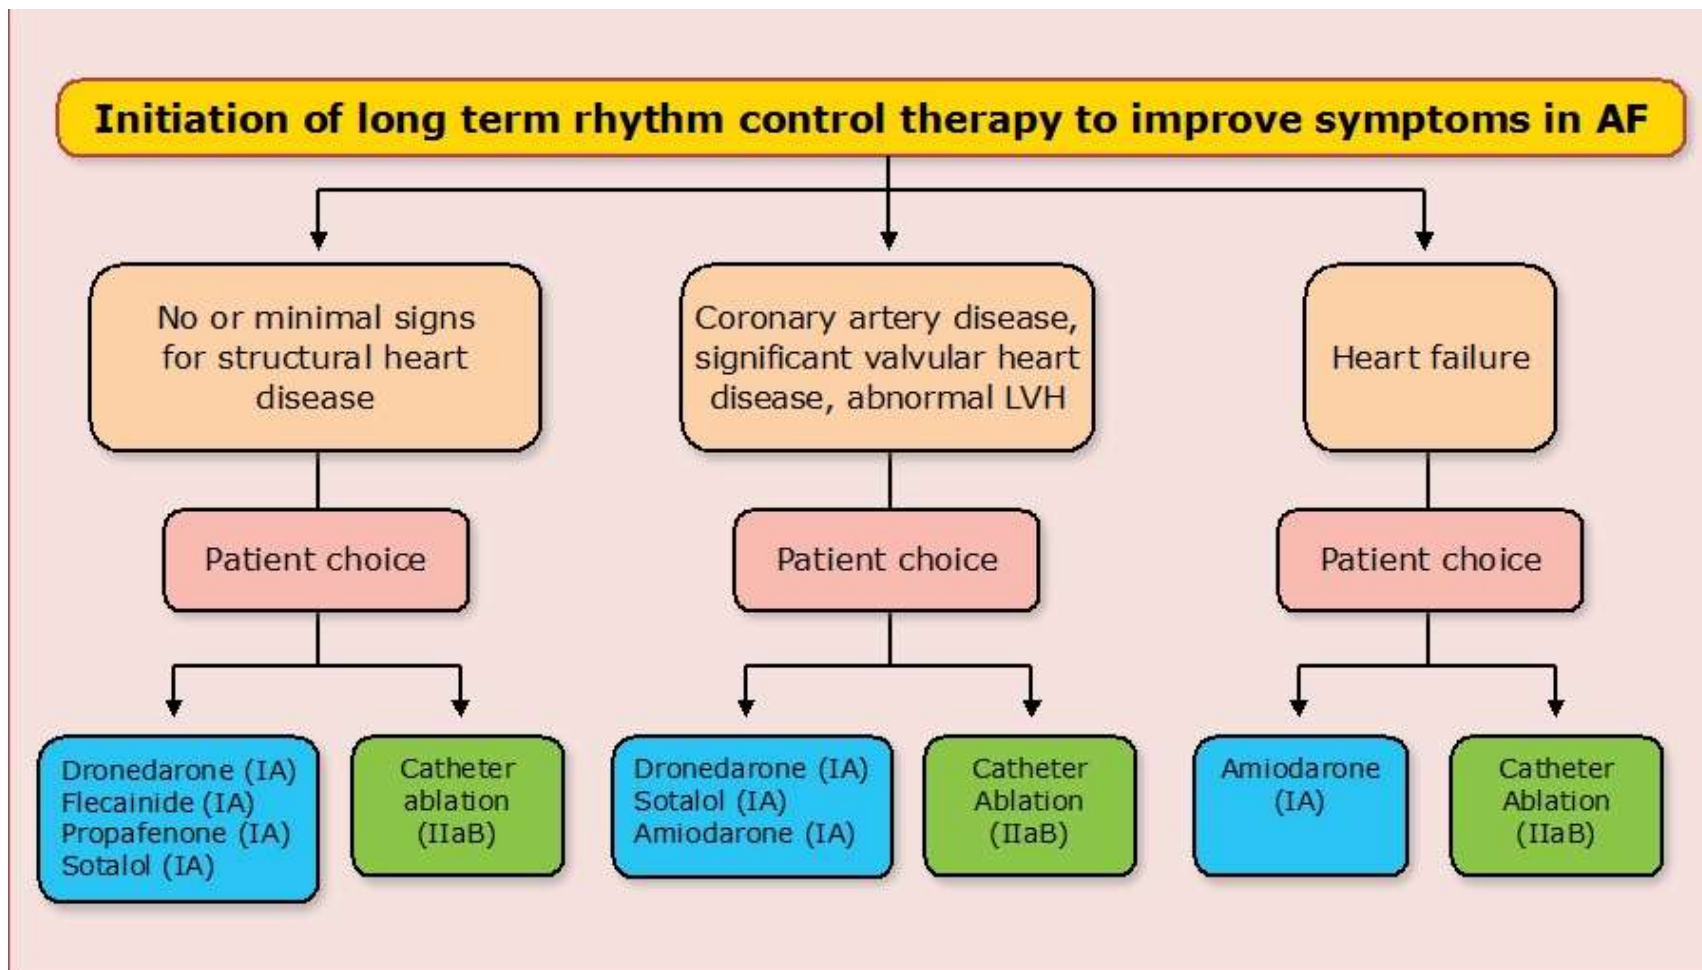 Initiation of long term rhythm control therapy to improve symptoms in AF
No or minimal signs
for structural heart
disease
Coronary artery disease,
significant valvular heart
disease, abnormal LVH
Heart failure
Patient choice
Patient choice
Patient choice
Dronedarone (IA)
Flecainide (IA)
Propafenone (IA)
Sotalol (IA)
Catheter
ablation
(IIaB)
Dronedarone (IA)
Sotalol (IA)
Amiodarone (IA)
Catheter
Ablation
(IIaB)
Amiodarone
(IA)
Catheter
Ablation
(IIaB)